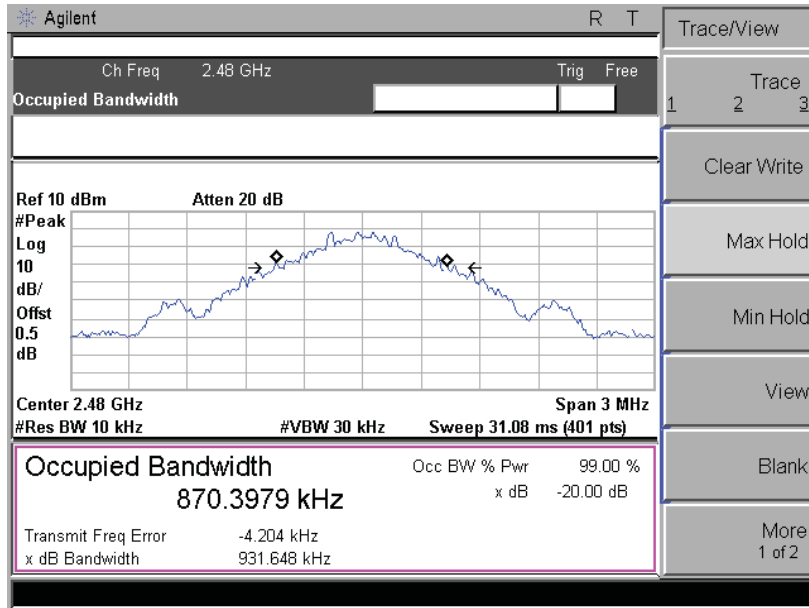 Agilent R T
Trace/View
Ch Freq 2.48 GHz Trig Free
Occupied Bandwidth
Trace
1 2 3
Clear Write
Max Hold
Min Hold
View
Blank
More
1 of 2
Ref 10 dBm Atten 20 dB
#Peak
Log
10
dB/
Offst
0.5
dB
Center 2.48 GHz Span 3 MHz
#Res BW 10 kHz #VBW 30 kHz Sweep 31.08 ms (401 pts)
Occupied Bandwidth
870.3979 kHz
Occ BW % Pwr 99.00 %
x dB -20.00 dB
Transmit Freq Error -4.204 kHz
x dB Bandwidth 931.648 kHz